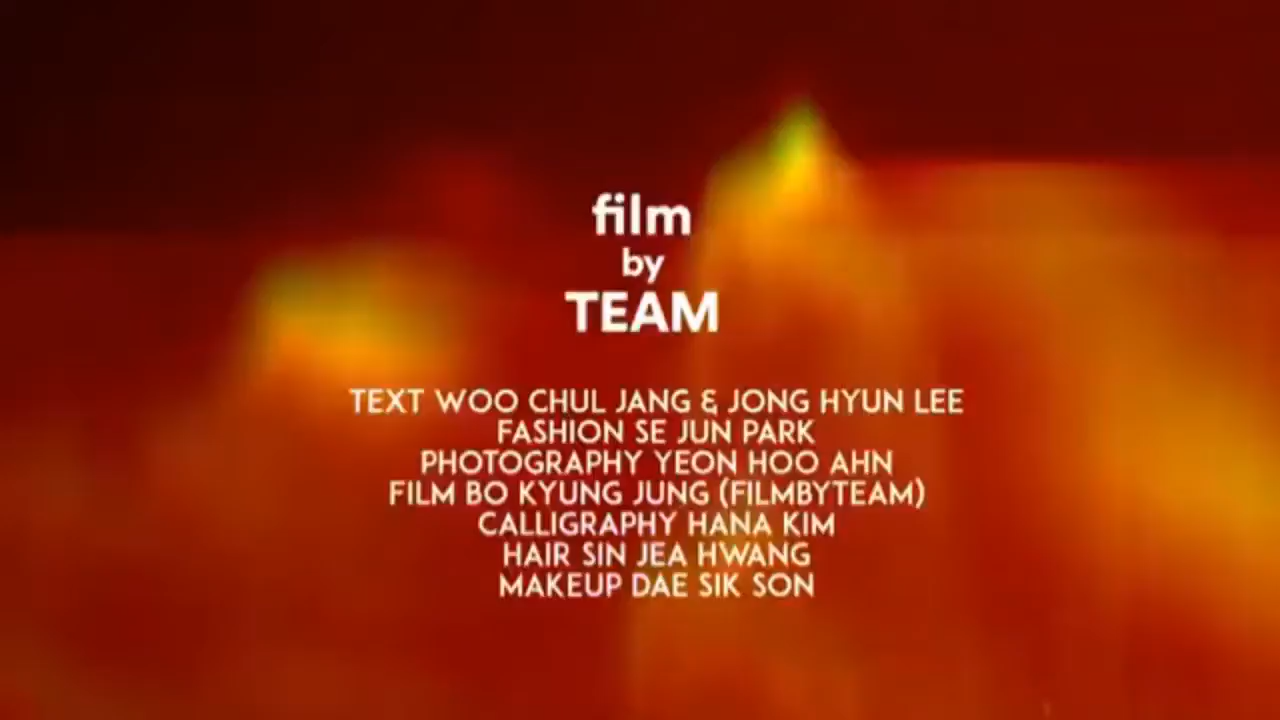 film
by
TEAM
TEXT WOO CHUL JANG & JONG HYUN LEE
FASHION SE JUN PARK
PHOTOGRAPHY YEON HOO AHN
FILM BO KYUNG JUNG (FILMBYTEAM)
CALLIGRAPHY HANA KIM
HAIR SIN JEA HWANG
MAKEUP DAE SIK SON